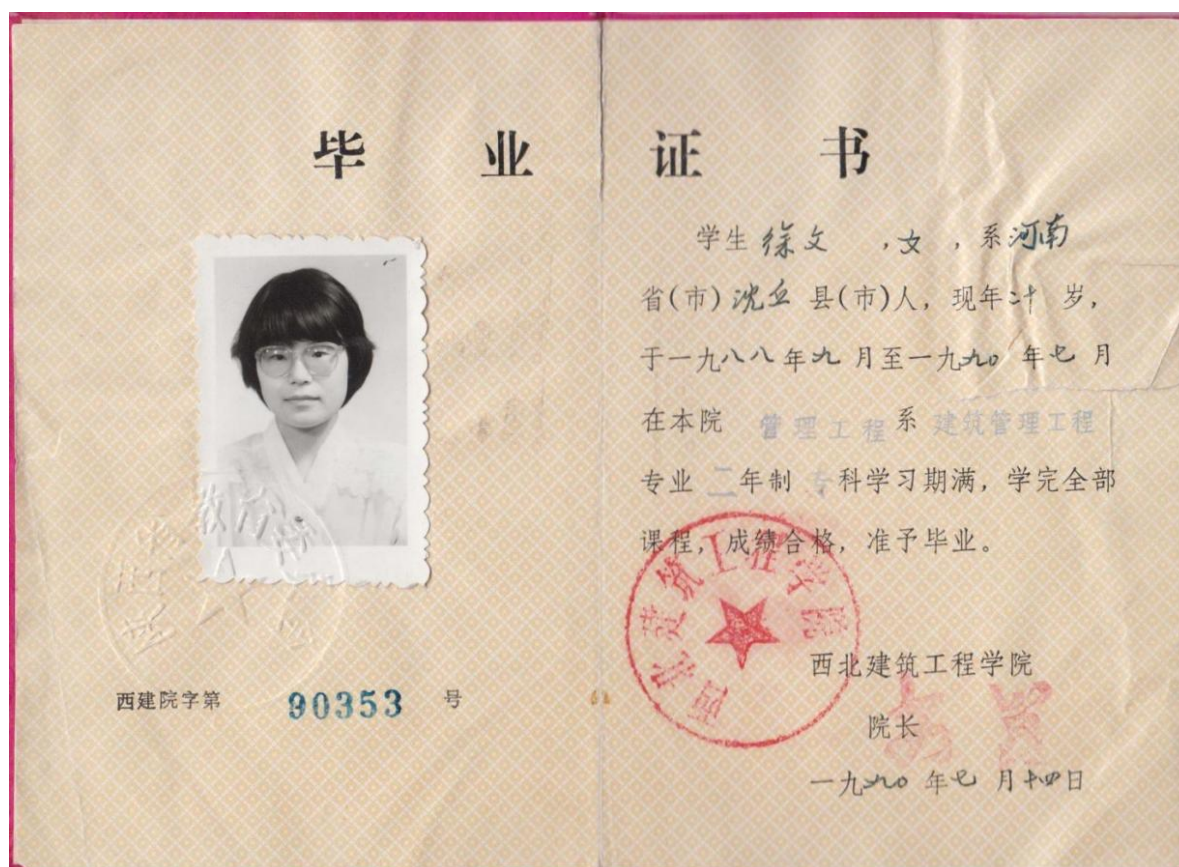 毕业证书
学生徐文,女,系河南
省(市)沈丘县(市)人,现年二十岁,
于一九八八年九月至一九九〇年七月
在本院管理工程系建筑管理工程
专业二年制专科学习期满,学完全部
课程,成绩合格,准予毕业。
西北建筑工程学院
西北建筑工程学院
院长
一九九〇年七月十四日
西建院字第90353号